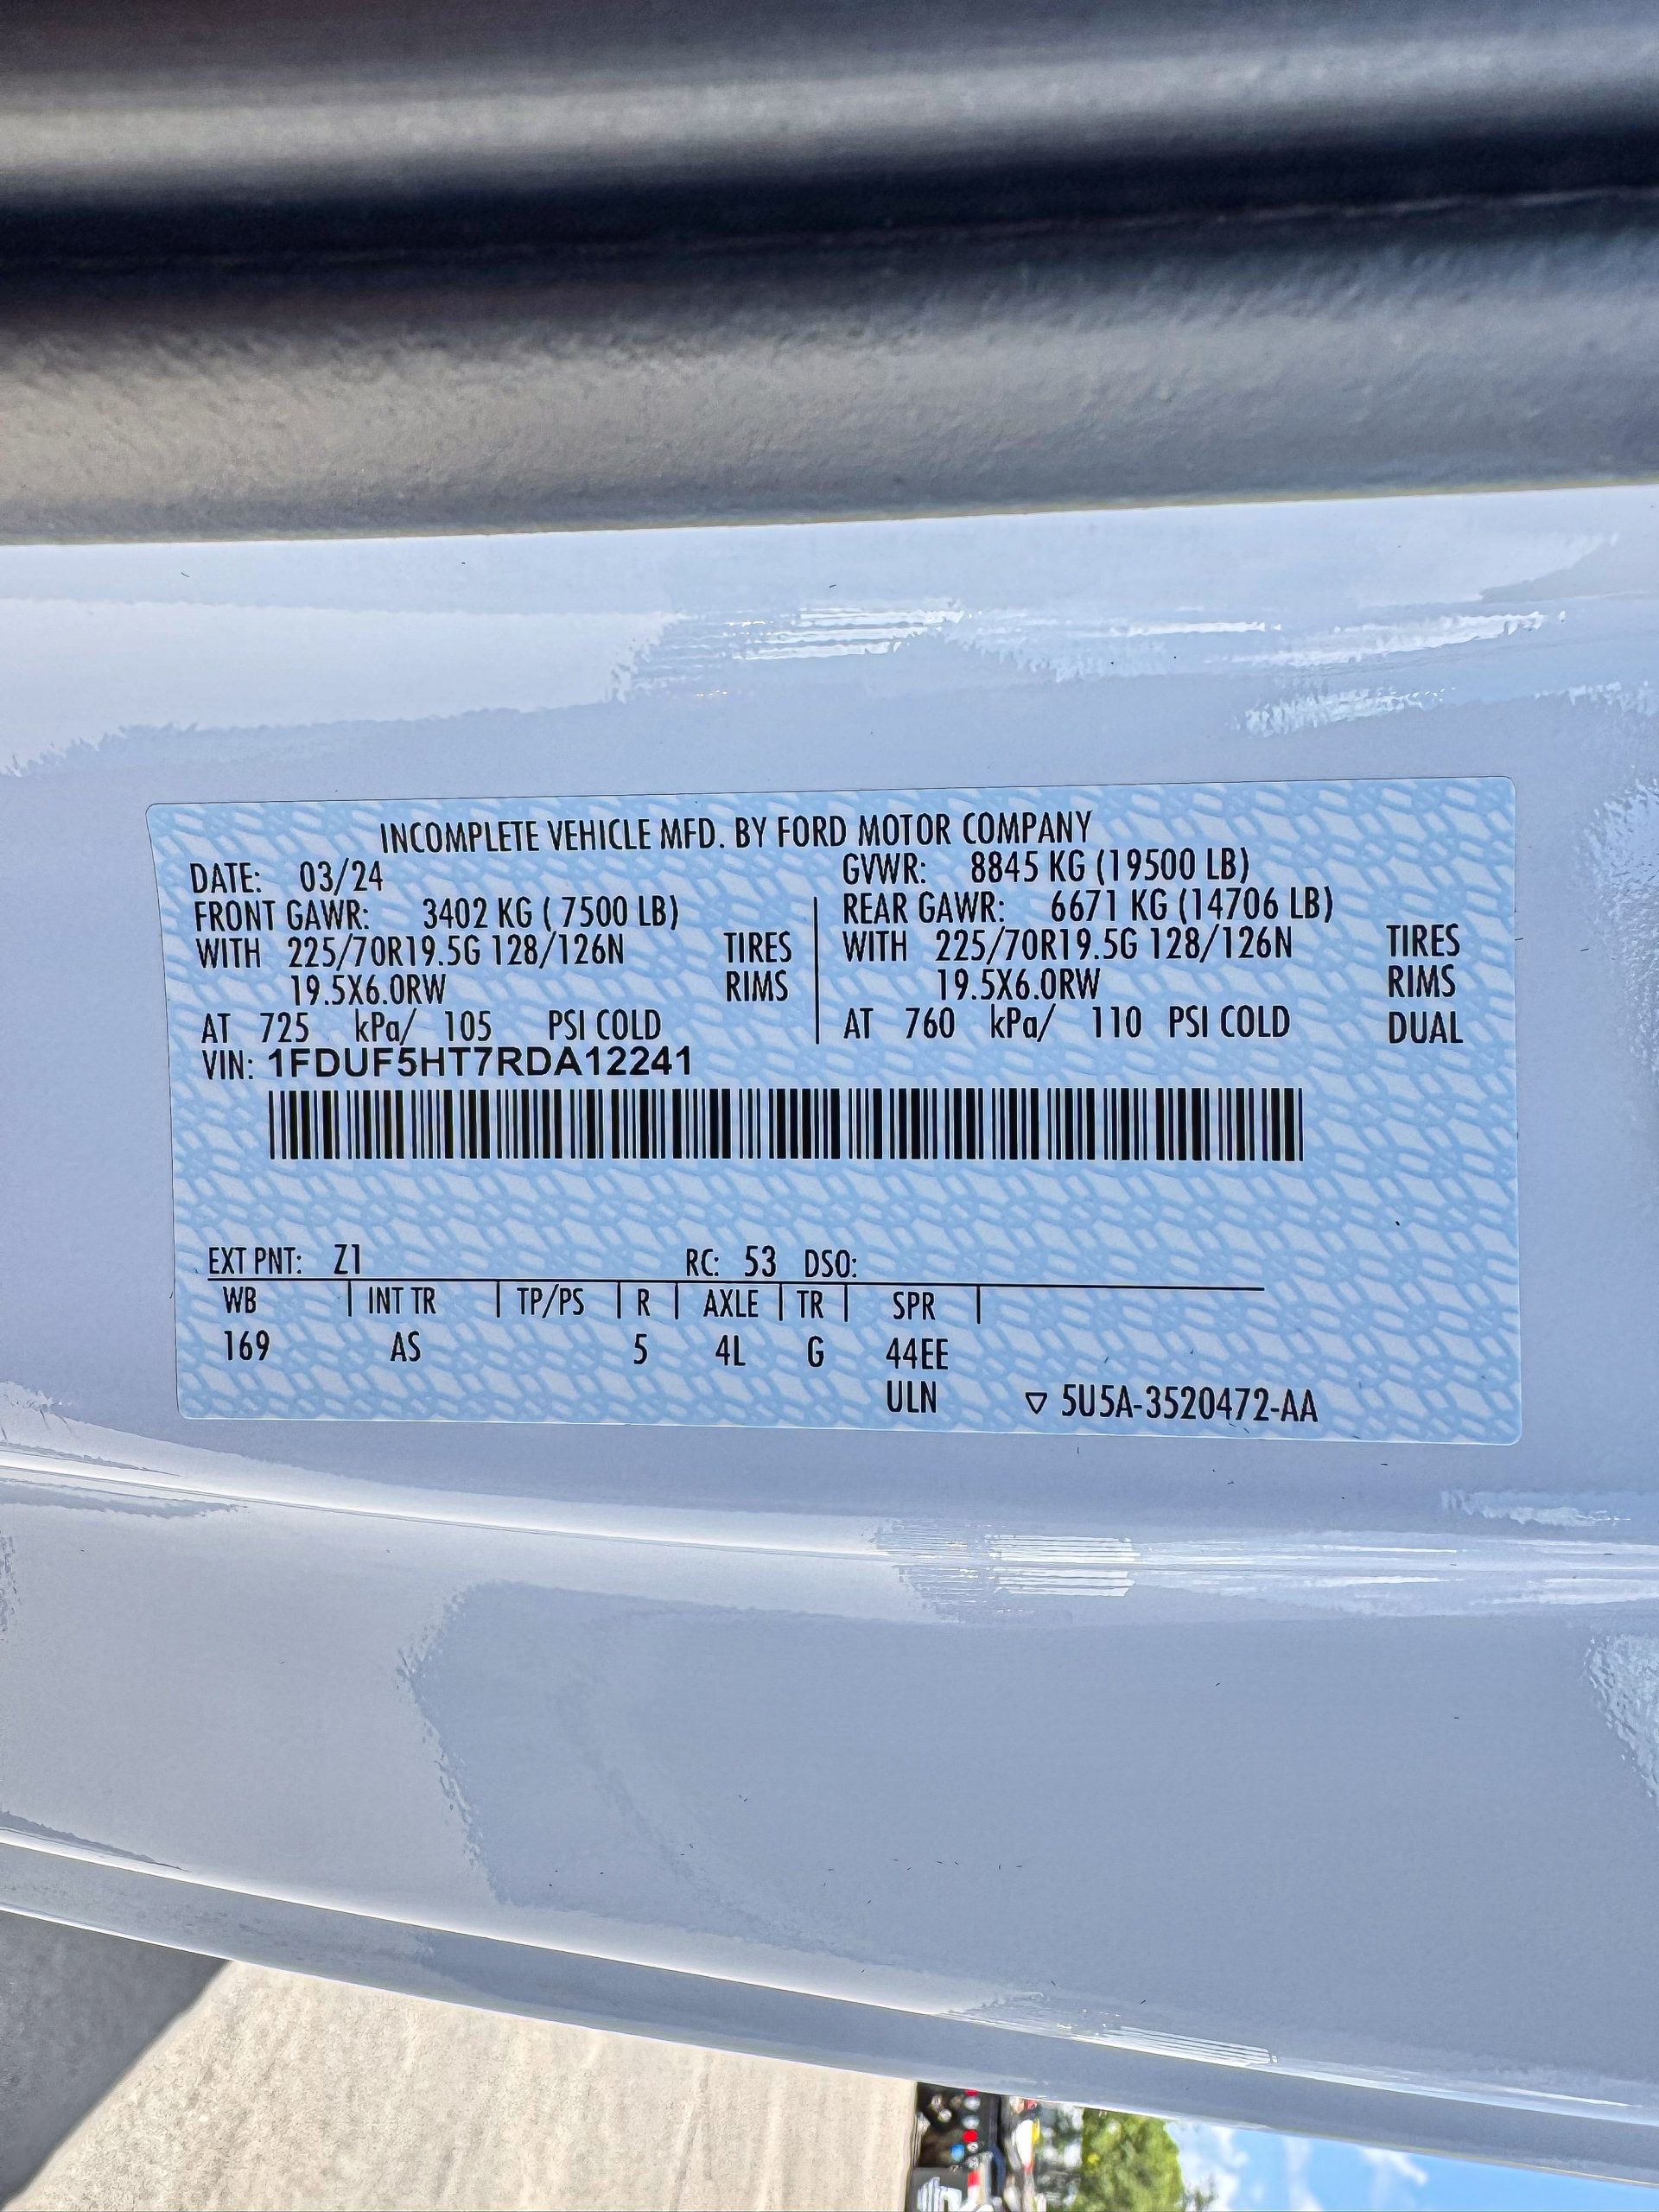 INCOMPLETE VEHICLE MFD. BY FORD MOTOR COMPANY
DATE: 03/24 GVWR: 8845 KG (19500 LB)
FRONT GAWR: 3402 KG ( 7500 LB) REAR GAWR: 6671 KG (14706 LB)
WITH 225/70R19.5G 128/126N TIRES WITH 225/70R19.5G 128/126N TIRES
19.5X6.0RW RIMS 19.5X6.0RW RIMS
AT 725 kPa/ 105 PSI COLD AT 760 kPa/ 110 PSI COLD DUAL
VIN: 1FDUF5HT7RDA12241
EXT PNT: Z1 RC: 53 DSO:
WB INT TR TP/PS R AXLE TR SPR
169 AS 5 4L G 44EE
ULN ▽ 5U5A-3520472-AA